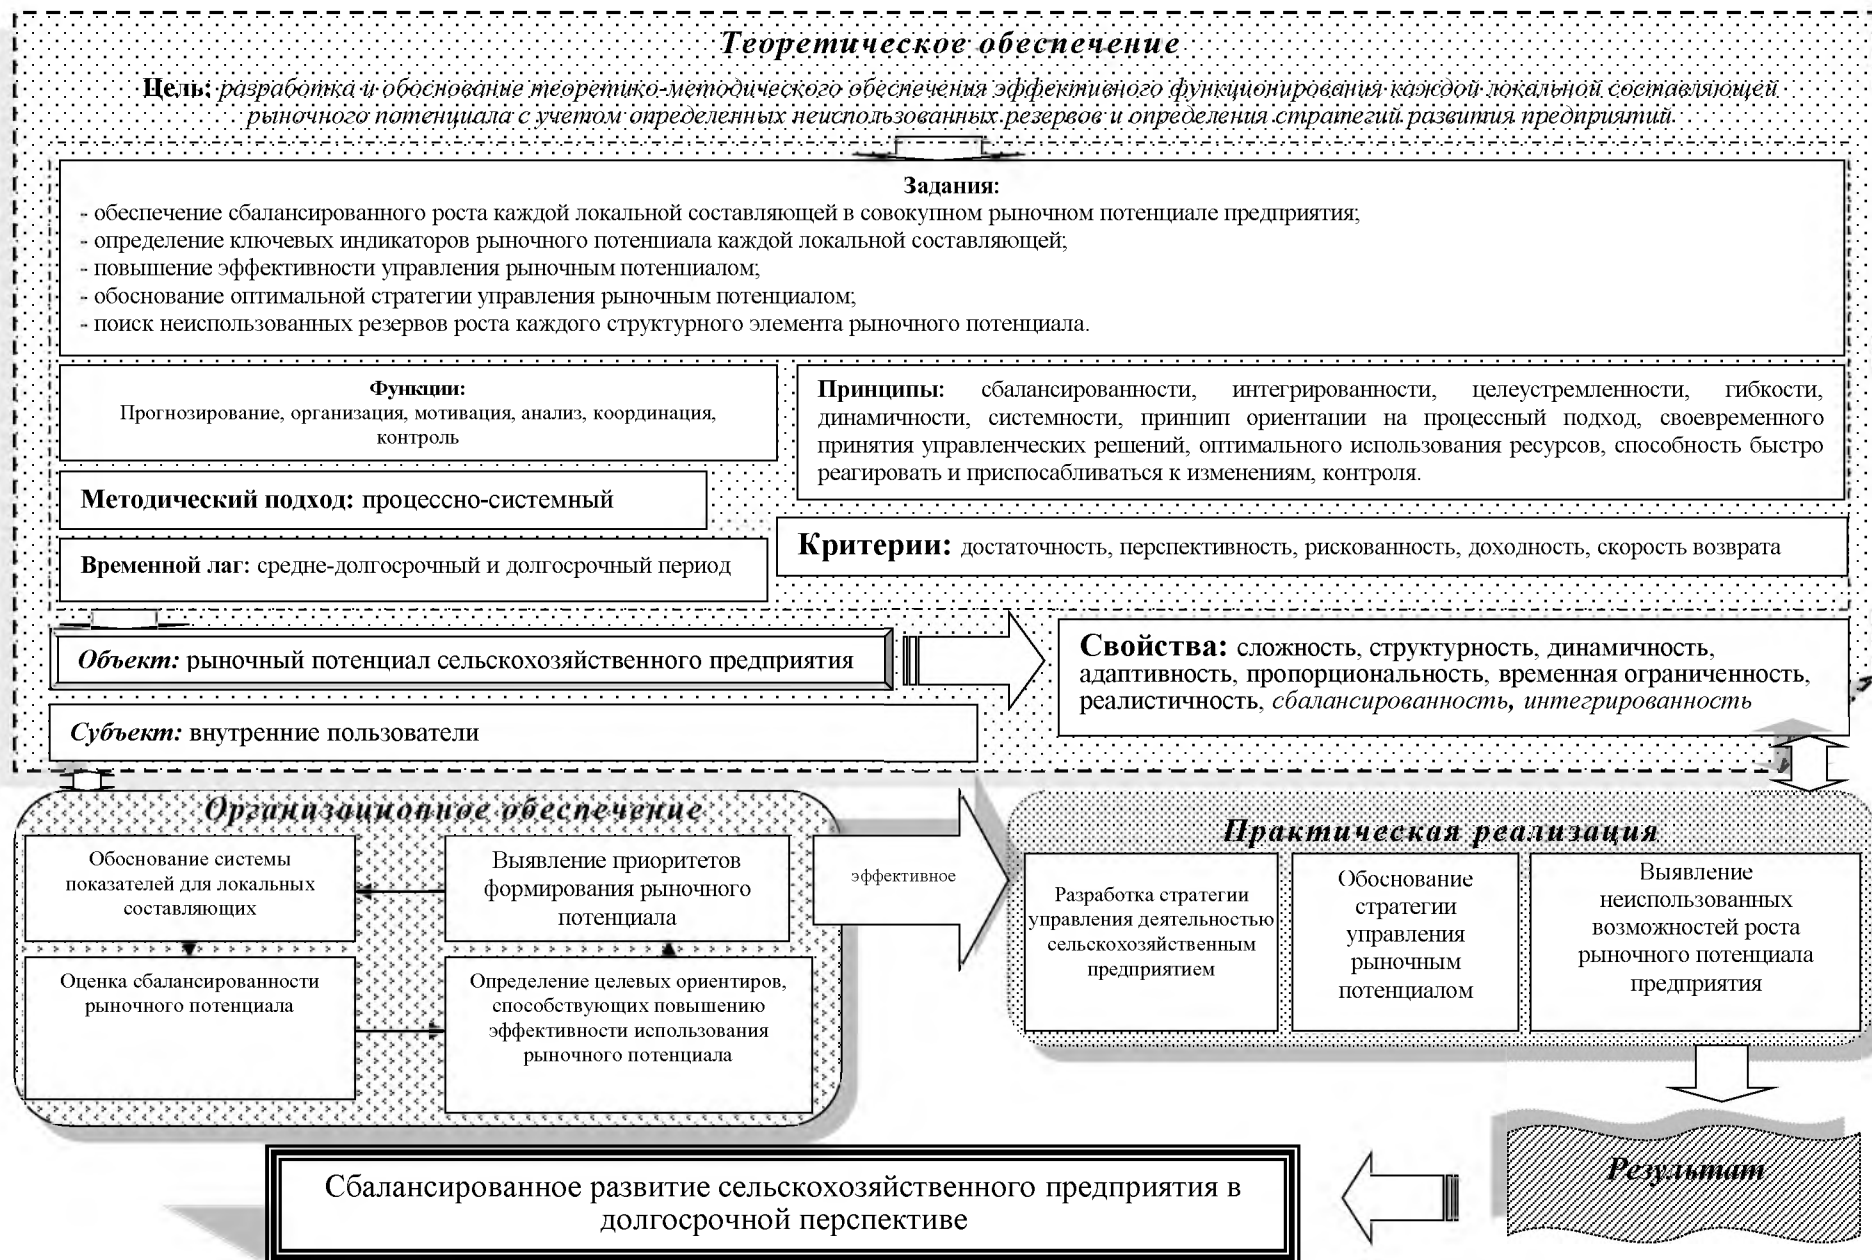 Теоретическое обеспечение
Цель: разработка и обоснование теоретико-методического обеспечения эффективного функционирования каждой локальной составляющей
рыночного потенциала с учетом определенных неиспользованных резервов и определения стратегий развития предприятий.
Задания:
- обеспечение сбалансированного роста каждой локальной составляющей в совокупном рыночном потенциале предприятия;
- определение ключевых индикаторов рыночного потенциала каждой локальной составляющей;
- повышение эффективности управления рыночным потенциалом;
- обоснование оптимальной стратегии управления рыночным потенциалом;
- поиск неиспользованных резервов роста каждого структурного элемента рыночного потенциала.
Функции:
Прогнозирование, организация, мотивация, анализ, координация,
контроль
Принципы: сбалансированности, интегрированности, целеустремленности, гибкости,
динамичности, системности, принцип ориентации на процессный подход, своевременного
принятия управленческих решений, оптимального использования ресурсов, способность быстро
реагировать и приспосабливаться к изменениям, контроля.
Методический подход: процессно-системный
Критерии: достаточность, перспективность, рискованность, доходность, скорость возврата
Временной лаг: средне-долгосрочный и долгосрочный период
Объект: рыночный потенциал сельскохозяйственного предприятия
Свойства: сложность, структурность, динамичность,
адаптивность, пропорциональность, временная ограниченность,
реалистичность, сбалансированность, интегрированность
Субъект: внутренние пользователи
Организационное обеспечение
Обоснование системы
показателей для локальных
составляющих
Выявление приоритетов
формирования рыночного
потенциала
Оценка сбалансированности
рыночного потенциала
Определение целевых ориентиров,
способствующих повышению
эффективности использования
рыночного потенциала
эффективное
Практическая реализация
Разработка стратегии
управления деятельностью
сельскохозяйственным
предприятием
Обоснование
стратегии
управления
рыночным
потенциалом
Выявление
неиспользованных
возможностей роста
рыночного потенциала
предприятия
Результат
Сбалансированное развитие сельскохозяйственного предприятия в
долгосрочной перспективе